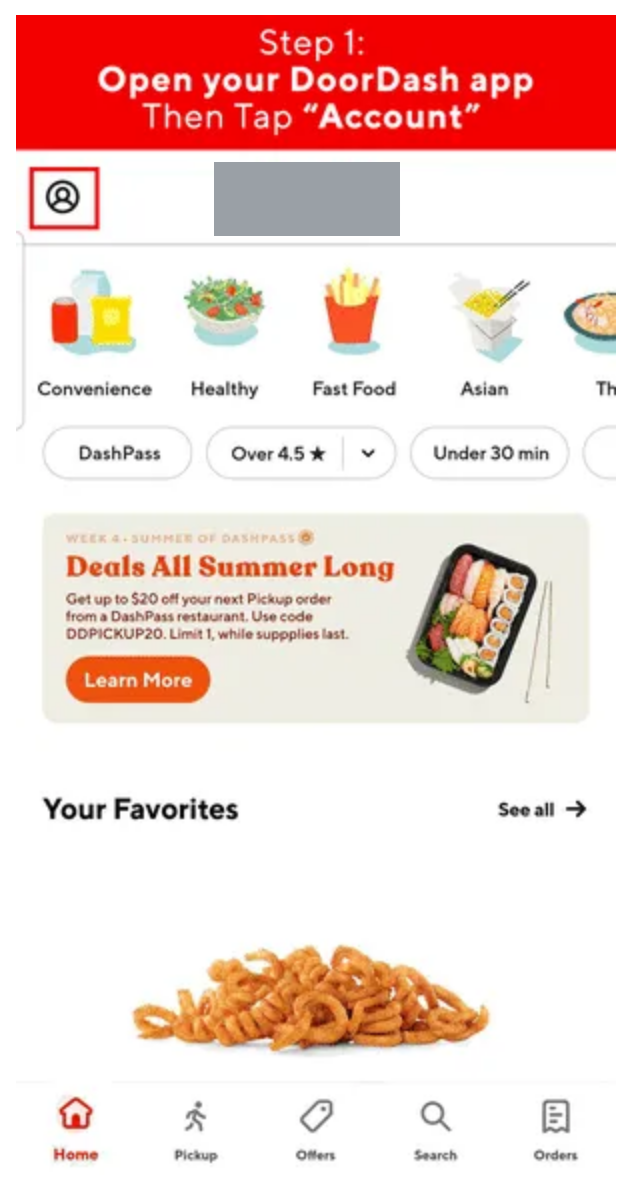 Step 1:
Open your DoorDash app
Then Tap “Account”
Convenience
Healthy
Fast Food
Asian
Th
DashPass
Over 4.5 ★
Under 30 min
WEEK 4 • SUMMER OF DASHPASS
Deals All Summer Long
Get up to $20 off your next Pickup order
from a DashPass restaurant. Use code
DDPICKUP20. Limit 1, while suppplies last.
Learn More
Your Favorites
See all →
Home
Pickup
Offers
Search
Orders